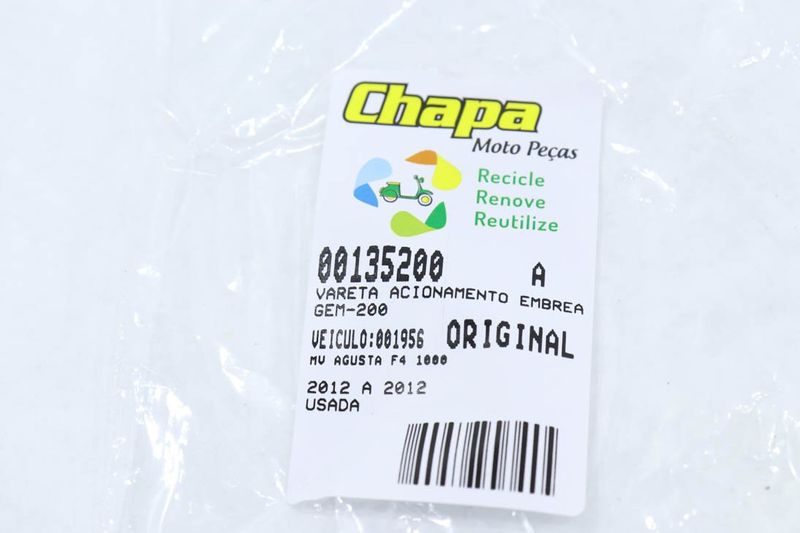 Chapa
Moto Peças
Recicle
Renove
Reutilize
00135200 A
VARETA ACIONAMENTO EMBREA
GEM-200
VEICULO:001956 ORIGINAL
MV AGUSTA F4 1000
2012 A 2012
USADA